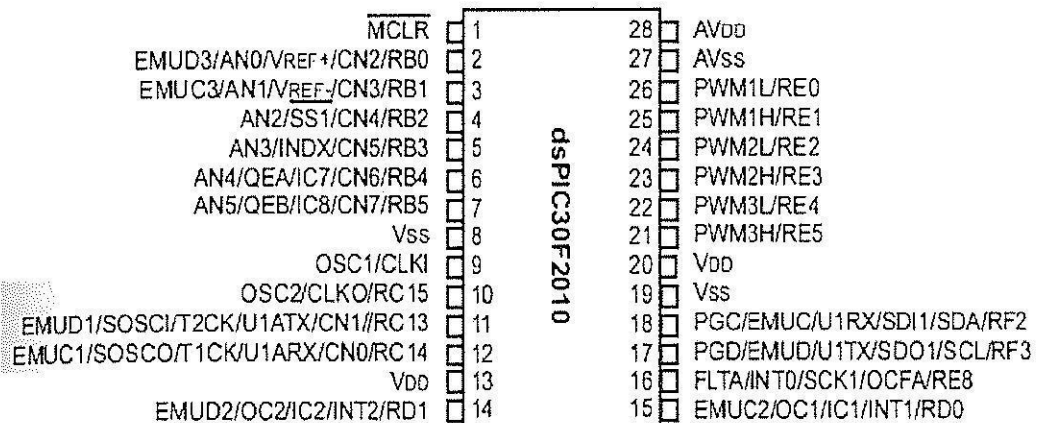 MCLR 1
EMUD3/AN0/VREF+/CN2/RB0 2
EMUC3/AN1/VREF-/CN3/RB1 3
AN2/SS1/CN4/RB2 4
AN3/INDX/CN5/RB3 5
AN4/QEA/IC7/CN6/RB4 6
AN5/QEB/IC8/CN7/RB5 7
Vss 8
OSC1/CLKI 9
OSC2/CLKO/RC15 10
EMUD1/SOSCI/T2CK/U1ATX/CN1//RC13 11
EMUC1/SOSCO/T1CK/U1ARX/CN0/RC14 12
VDD 13
EMUD2/OC2/IC2/INT2/RD1 14
dsPIC30F2010
28 AVDD
27 AVss
26 PWM1L/RE0
25 PWM1H/RE1
24 PWM2L/RE2
23 PWM2H/RE3
22 PWM3L/RE4
21 PWM3H/RE5
20 VDD
19 Vss
18 PGC/EMUC/U1RX/SDI1/SDA/RF2
17 PGD/EMUD/U1TX/SDO1/SCL/RF3
16 FLTA/INT0/SCK1/OCFA/RE8
15 EMUC2/OC1/IC1/INT1/RD0